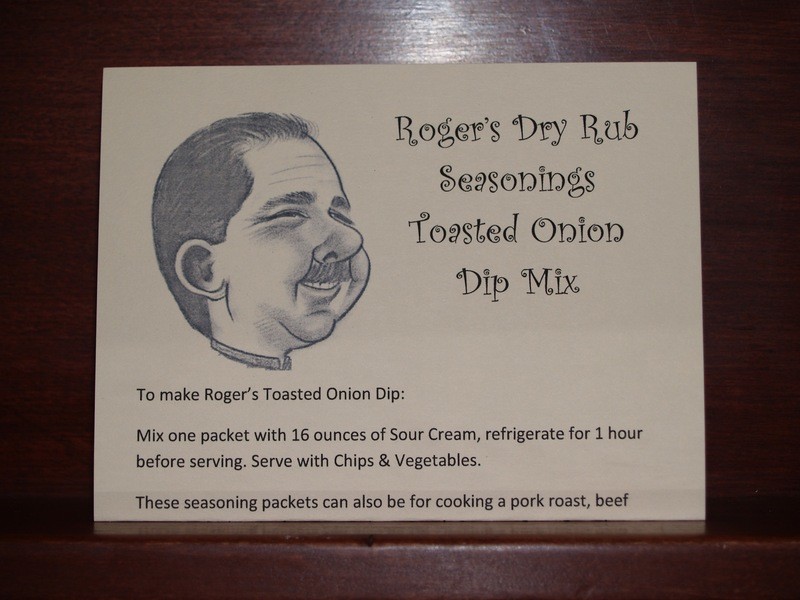 Roger's Dry Rub
Seasonings
Toasted Onion
Dip Mix
To make Roger's Toasted Onion Dip:
Mix one packet with 16 ounces of Sour Cream, refrigerate for 1 hour
before serving. Serve with Chips & Vegetables.
These seasoning packets can also be for cooking a pork roast, beef